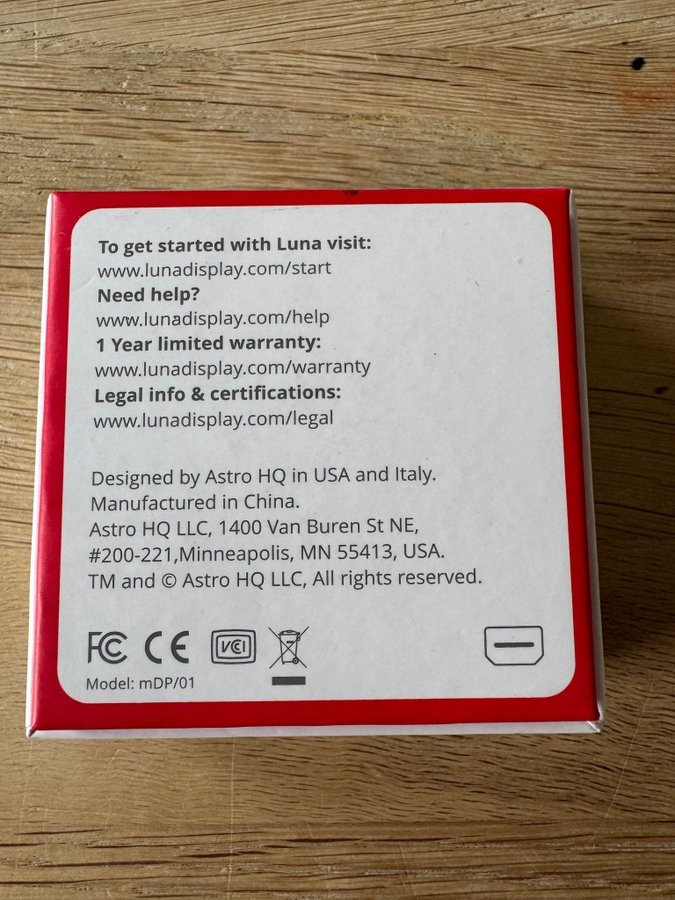 To get started with Luna visit:
www.lunadisplay.com/start
Need help?
www.lunadisplay.com/help
1 Year limited warranty:
www.lunadisplay.com/warranty
Legal info & certifications:
www.lunadisplay.com/legal
Designed by Astro HQ in USA and Italy.
Manufactured in China.
Astro HQ LLC, 1400 Van Buren St NE,
#200-221,Minneapolis, MN 55413, USA.
TM and © Astro HQ LLC, All rights reserved.
FC CE VCI
Model: mDP/01